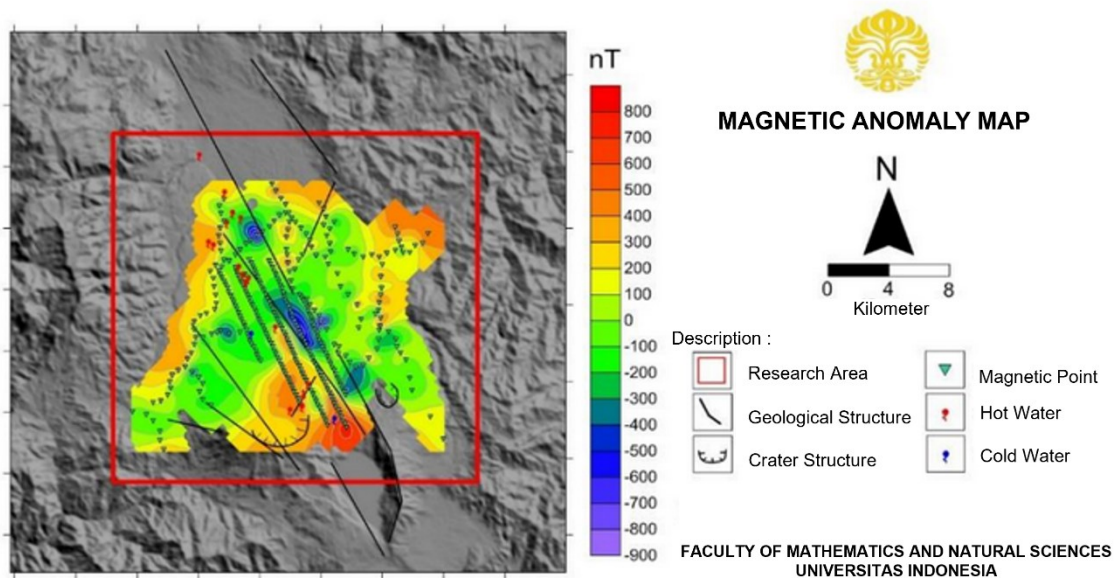 nT
800
700
600
500
400
300
200
100
0
-100
-200
-300
-400
-500
-600
-700
-800
-900
MAGNETIC ANOMALY MAP
N
0 4 8
Kilometer
Description :
Research Area
Magnetic Point
Geological Structure
Hot Water
Crater Structure
Cold Water
FACULTY OF MATHEMATICS AND NATURAL SCIENCES
UNIVERSITAS INDONESIA